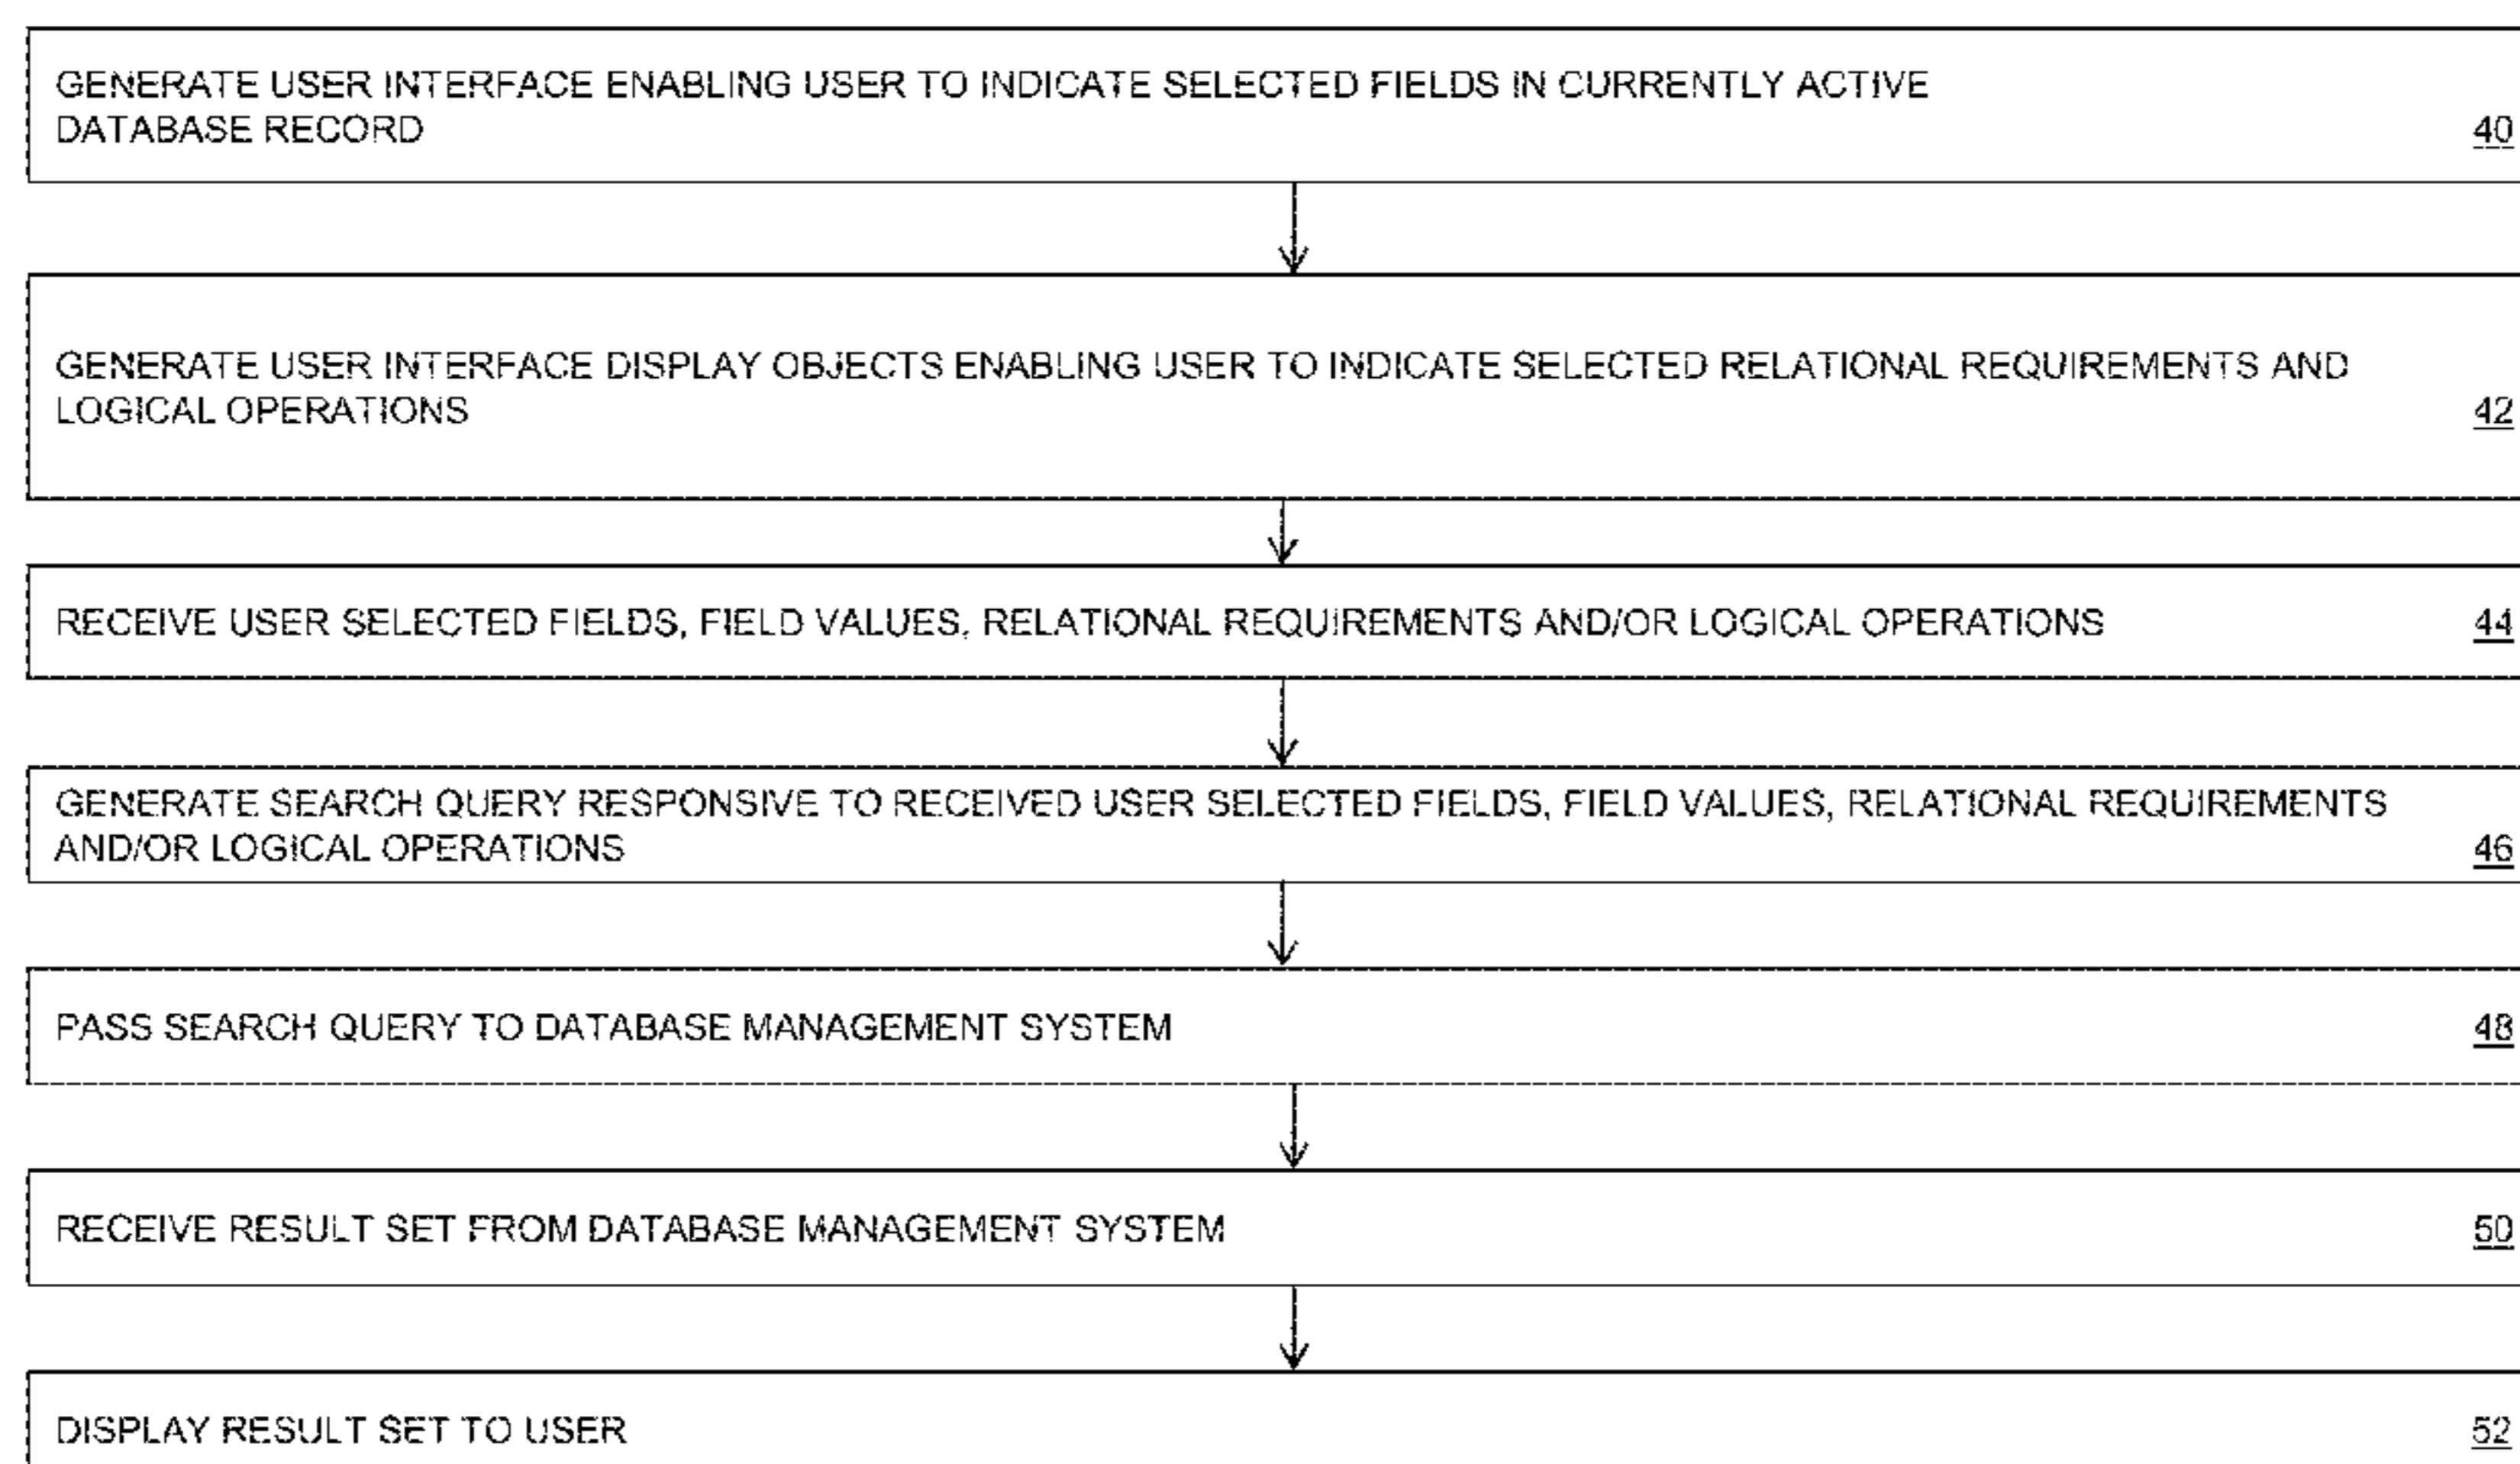 GENERATE USER INTERFACE ENABLING USER TO INDICATE SELECTED FIELDS IN CURRENTLY ACTIVE
DATABASE RECORD 40
GENERATE USER INTERFACE DISPLAY OBJECTS ENABLING USER TO INDICATE SELECTED RELATIONAL REQUIREMENTS AND
LOGICAL OPERATIONS 42
RECEIVE USER SELECTED FIELDS, FIELD VALUES, RELATIONAL REQUIREMENTS AND/OR LOGICAL OPERATIONS 44
GENERATE SEARCH QUERY RESPONSIVE TO RECEIVED USER SELECTED FIELDS, FIELD VALUES, RELATIONAL REQUIREMENTS
AND/OR LOGICAL OPERATIONS 46
PASS SEARCH QUERY TO DATABASE MANAGEMENT SYSTEM 48
RECEIVE RESULT SET FROM DATABASE MANAGEMENT SYSTEM 50
DISPLAY RESULT SET TO USER 52